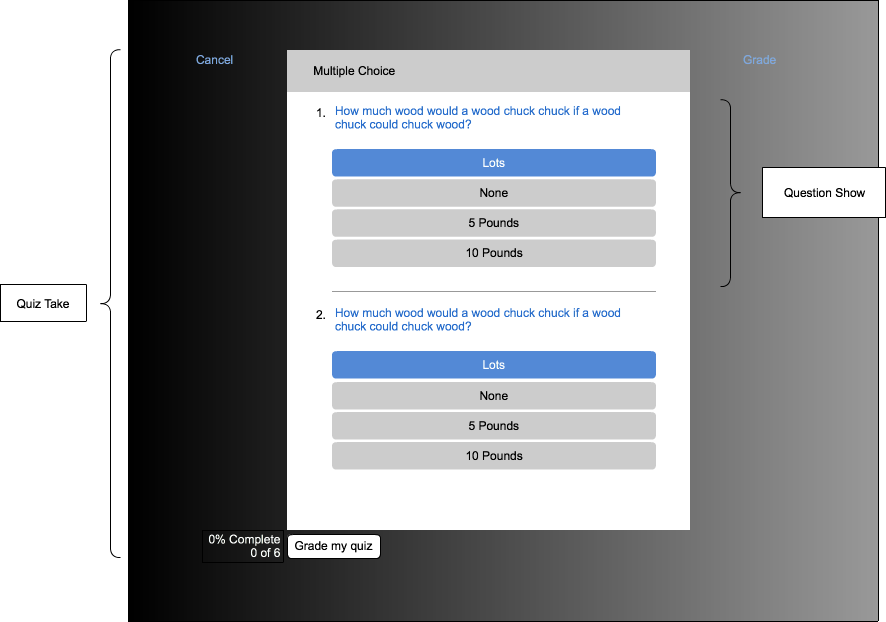 Cancel
Grade
Multiple Choice
1. How much wood would a wood chuck chuck if a wood
chuck could chuck wood?
Lots
None
5 Pounds
10 Pounds
Question Show
Quiz Take
2. How much wood would a wood chuck chuck if a wood
chuck could chuck wood?
Lots
None
5 Pounds
10 Pounds
0% Complete
0 of 6
Grade my quiz